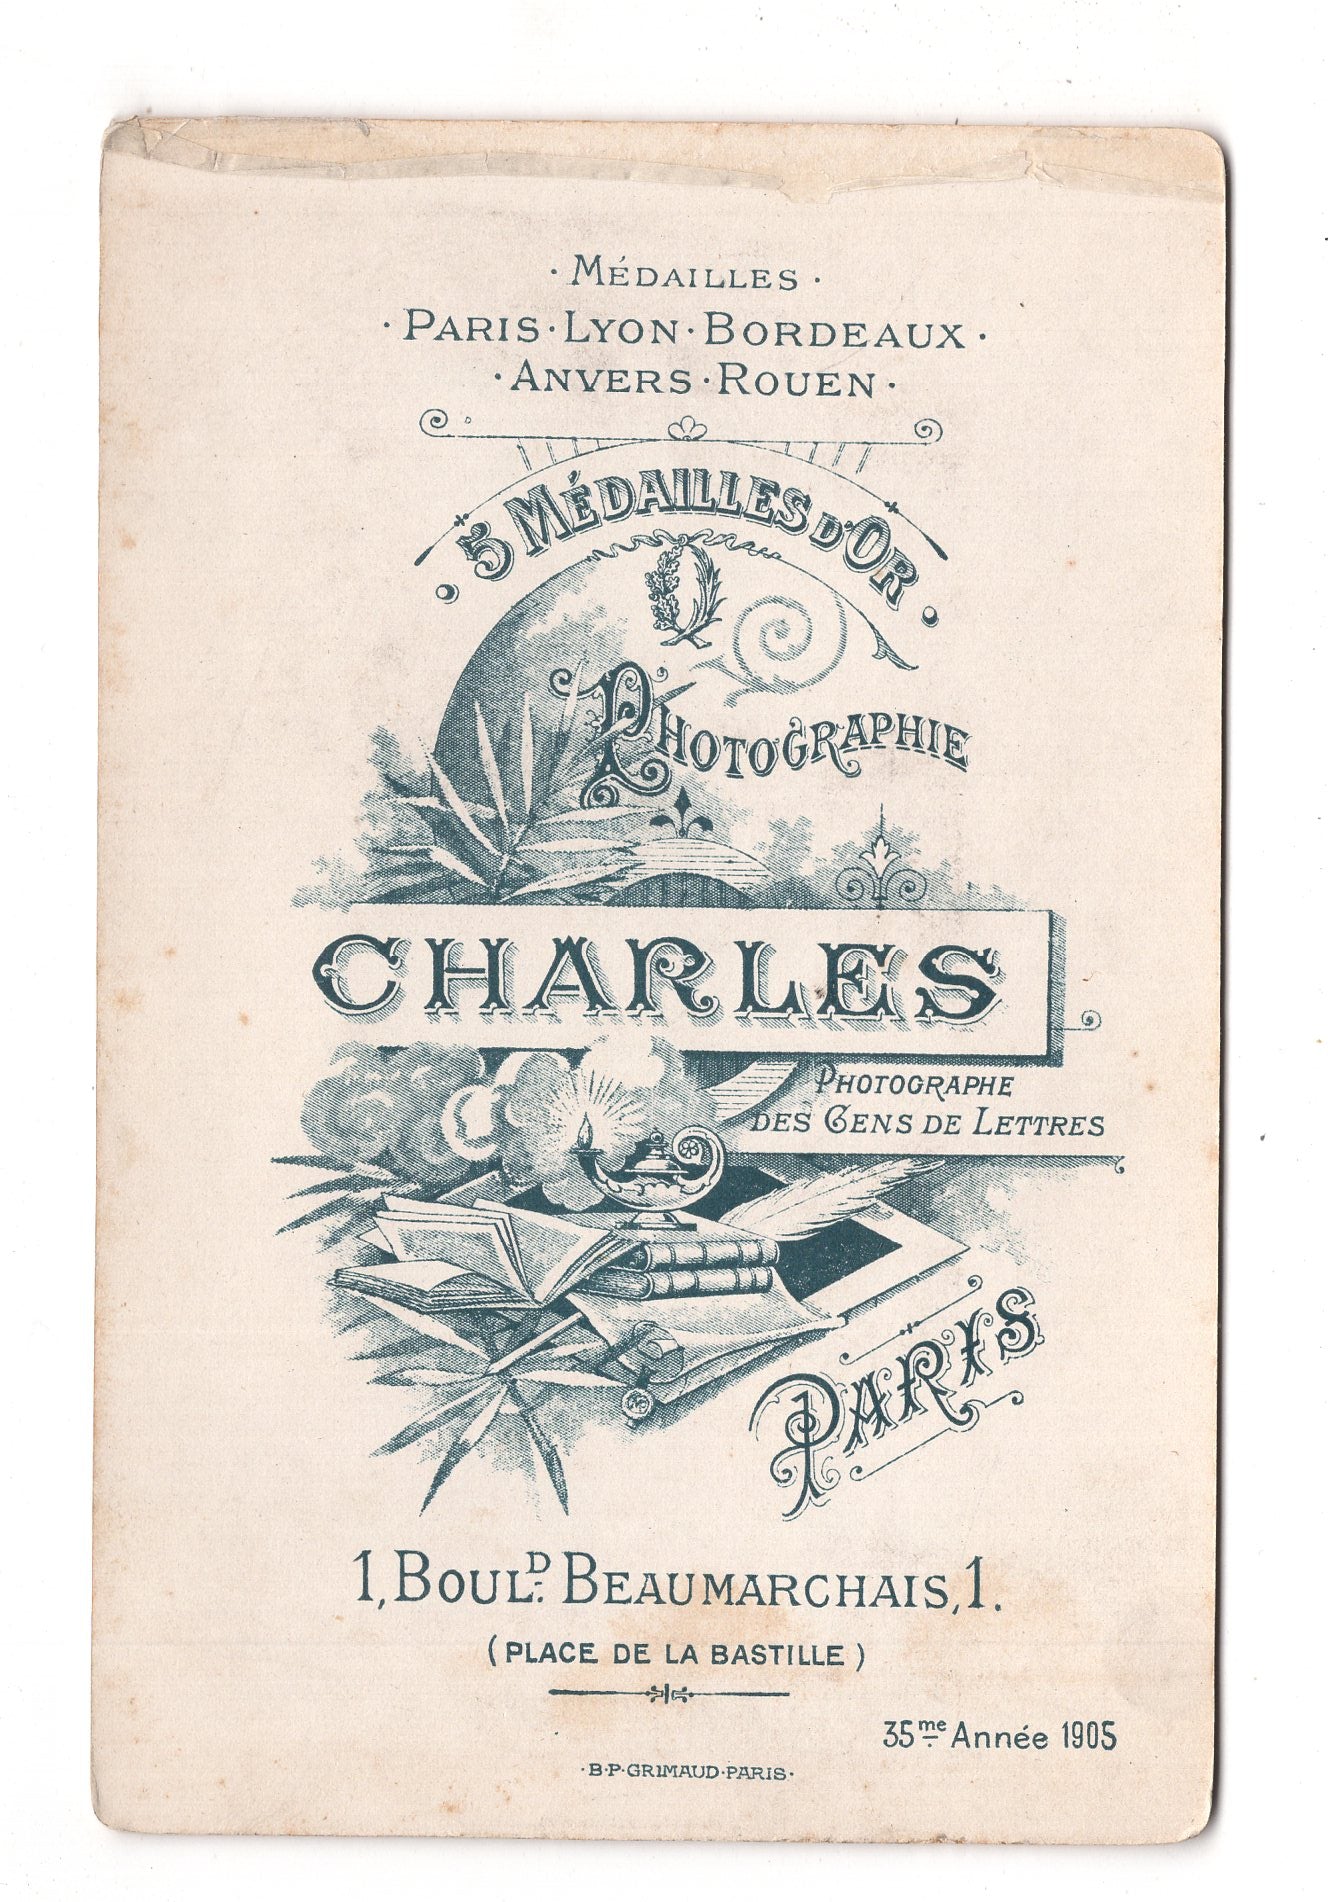 · MÉDAILLES ·
· PARIS · LYON · BORDEAUX ·
· ANVERS · ROUEN ·
· 5 MÉDAILLES D'OR ·
PHOTOGRAPHIE
CHARLES
PHOTOGRAPHE
DES GENS DE LETTRES
PARIS
1, BOULD. BEAUMARCHAIS, 1.
(PLACE DE LA BASTILLE)
35me Année 1905
· B·P·GRIMAUD·PARIS ·